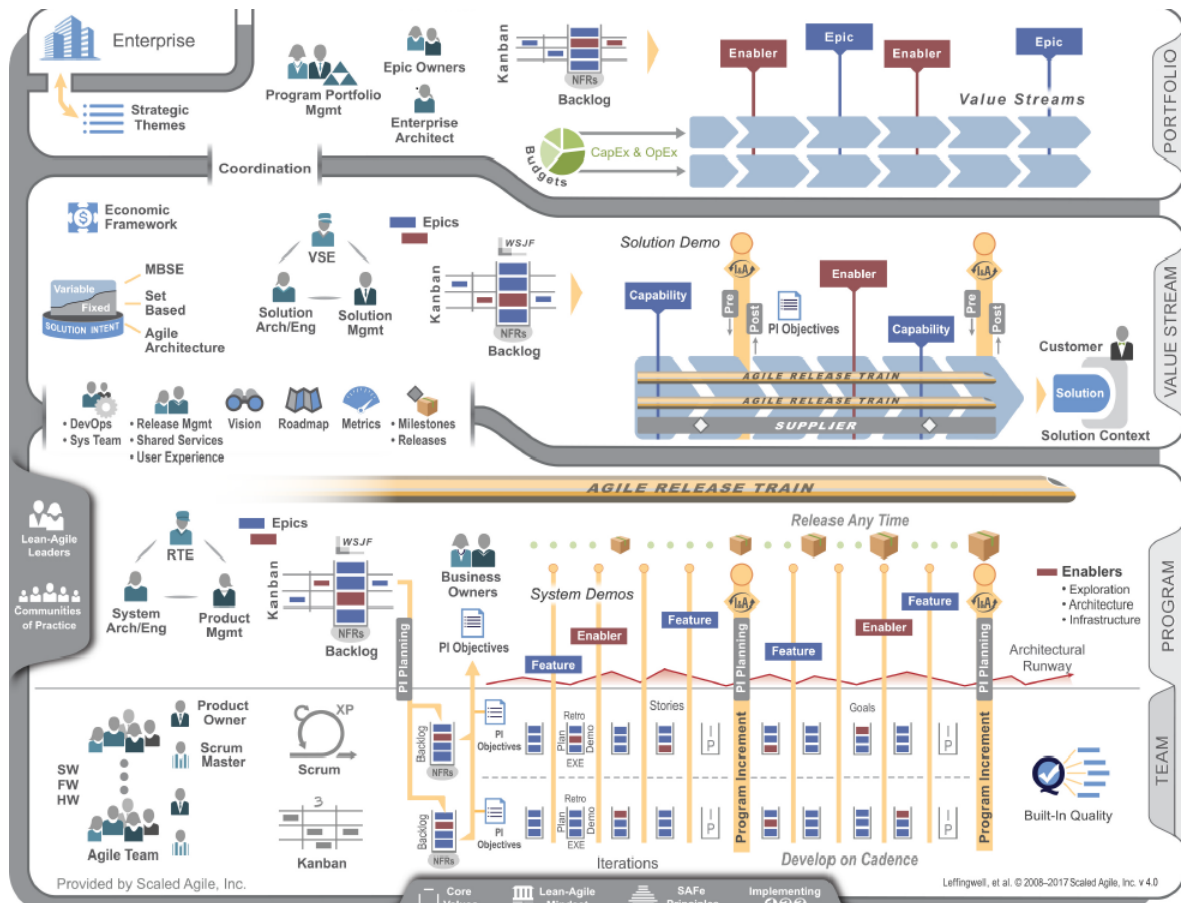 Enterprise
Strategic
Themes
Program Portfolio
Mgmt
Epic Owners
Enterprise
Architect
Kanban
NFRs
Backlog
Enabler
Epic
Enabler
Epic
Value Streams
Budgets
CapEx & OpEx
PORTFOLIO
Coordination
Economic
Framework
Variable
Fixed
SOLUTION INTENT
MBSE
Set
Based
Agile
Architecture
VSE
Solution
Arch/Eng
Solution
Mgmt
Epics
Kanban
WSJF
NFRs
Backlog
Solution Demo
I&A
Pre
Post
PI Objectives
Capability
Enabler
Capability
I&A
Pre
Post
AGILE RELEASE TRAIN
AGILE RELEASE TRAIN
SUPPLIER
Customer
Solution
Solution Context
VALUE STREAM
• DevOps
• Sys Team
• Release Mgmt
• Shared Services
• User Experience
Vision
Roadmap
Metrics
• Milestones
• Releases
AGILE RELEASE TRAIN
Lean-Agile
Leaders
Communities
of Practice
RTE
System
Arch/Eng
Product
Mgmt
Epics
Kanban
WSJF
NFRs
Backlog
PI Planning
Business
Owners
PI Objectives
Release Any Time
System Demos
Feature
Enabler
Feature
I&A
PI Planning
Feature
Enabler
Feature
I&A
PI Planning
Enablers
• Exploration
• Architecture
• Infrastructure
Architectural
Runway
PROGRAM
Product
Owner
Scrum
Master
SW
FW
HW
Agile Team
XP
Scrum
3
Kanban
Backlog
NFRs
PI
Objectives
Plan
Retro
Demo
EXE
Stories
I
P
Goals
I
P
Backlog
NFRs
PI
Objectives
Plan
Retro
Demo
EXE
I
P
I
P
Program Increment
Program Increment
Iterations
Develop on Cadence
Built-In Quality
TEAM
Provided by Scaled Agile, Inc.
Leffingwell, et al. © 2008–2017 Scaled Agile, Inc. v 4.0
Core
Lean-Agile
SAFe
Implementing